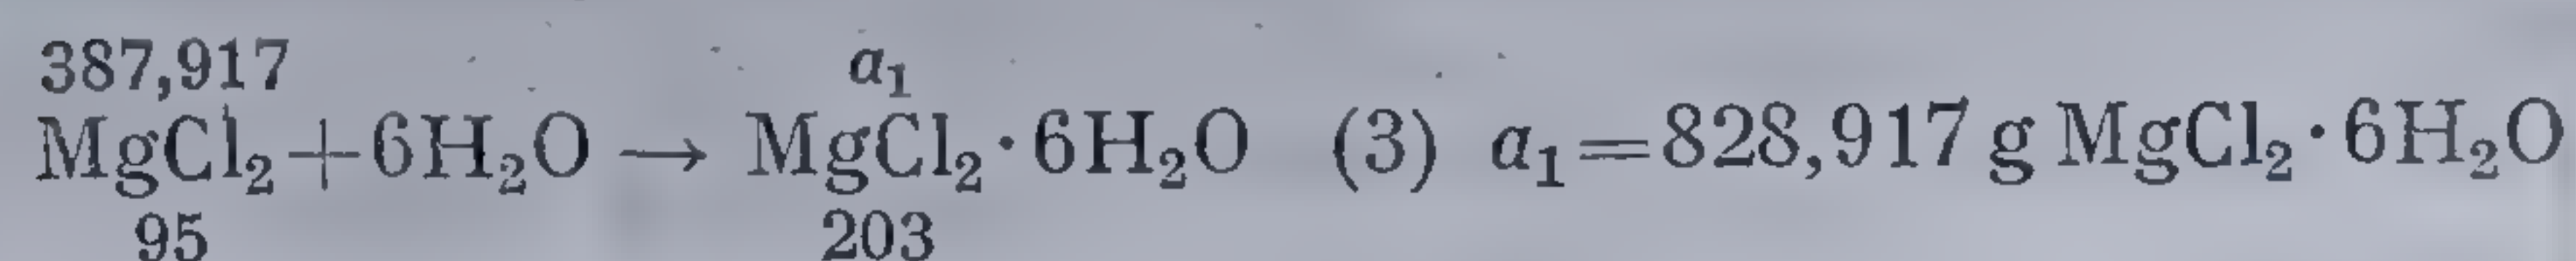 387,917 a₁
MgCl₂+6H₂O → MgCl₂·6H₂O (3) a₁=828,917 g MgCl₂·6H₂O
95 203